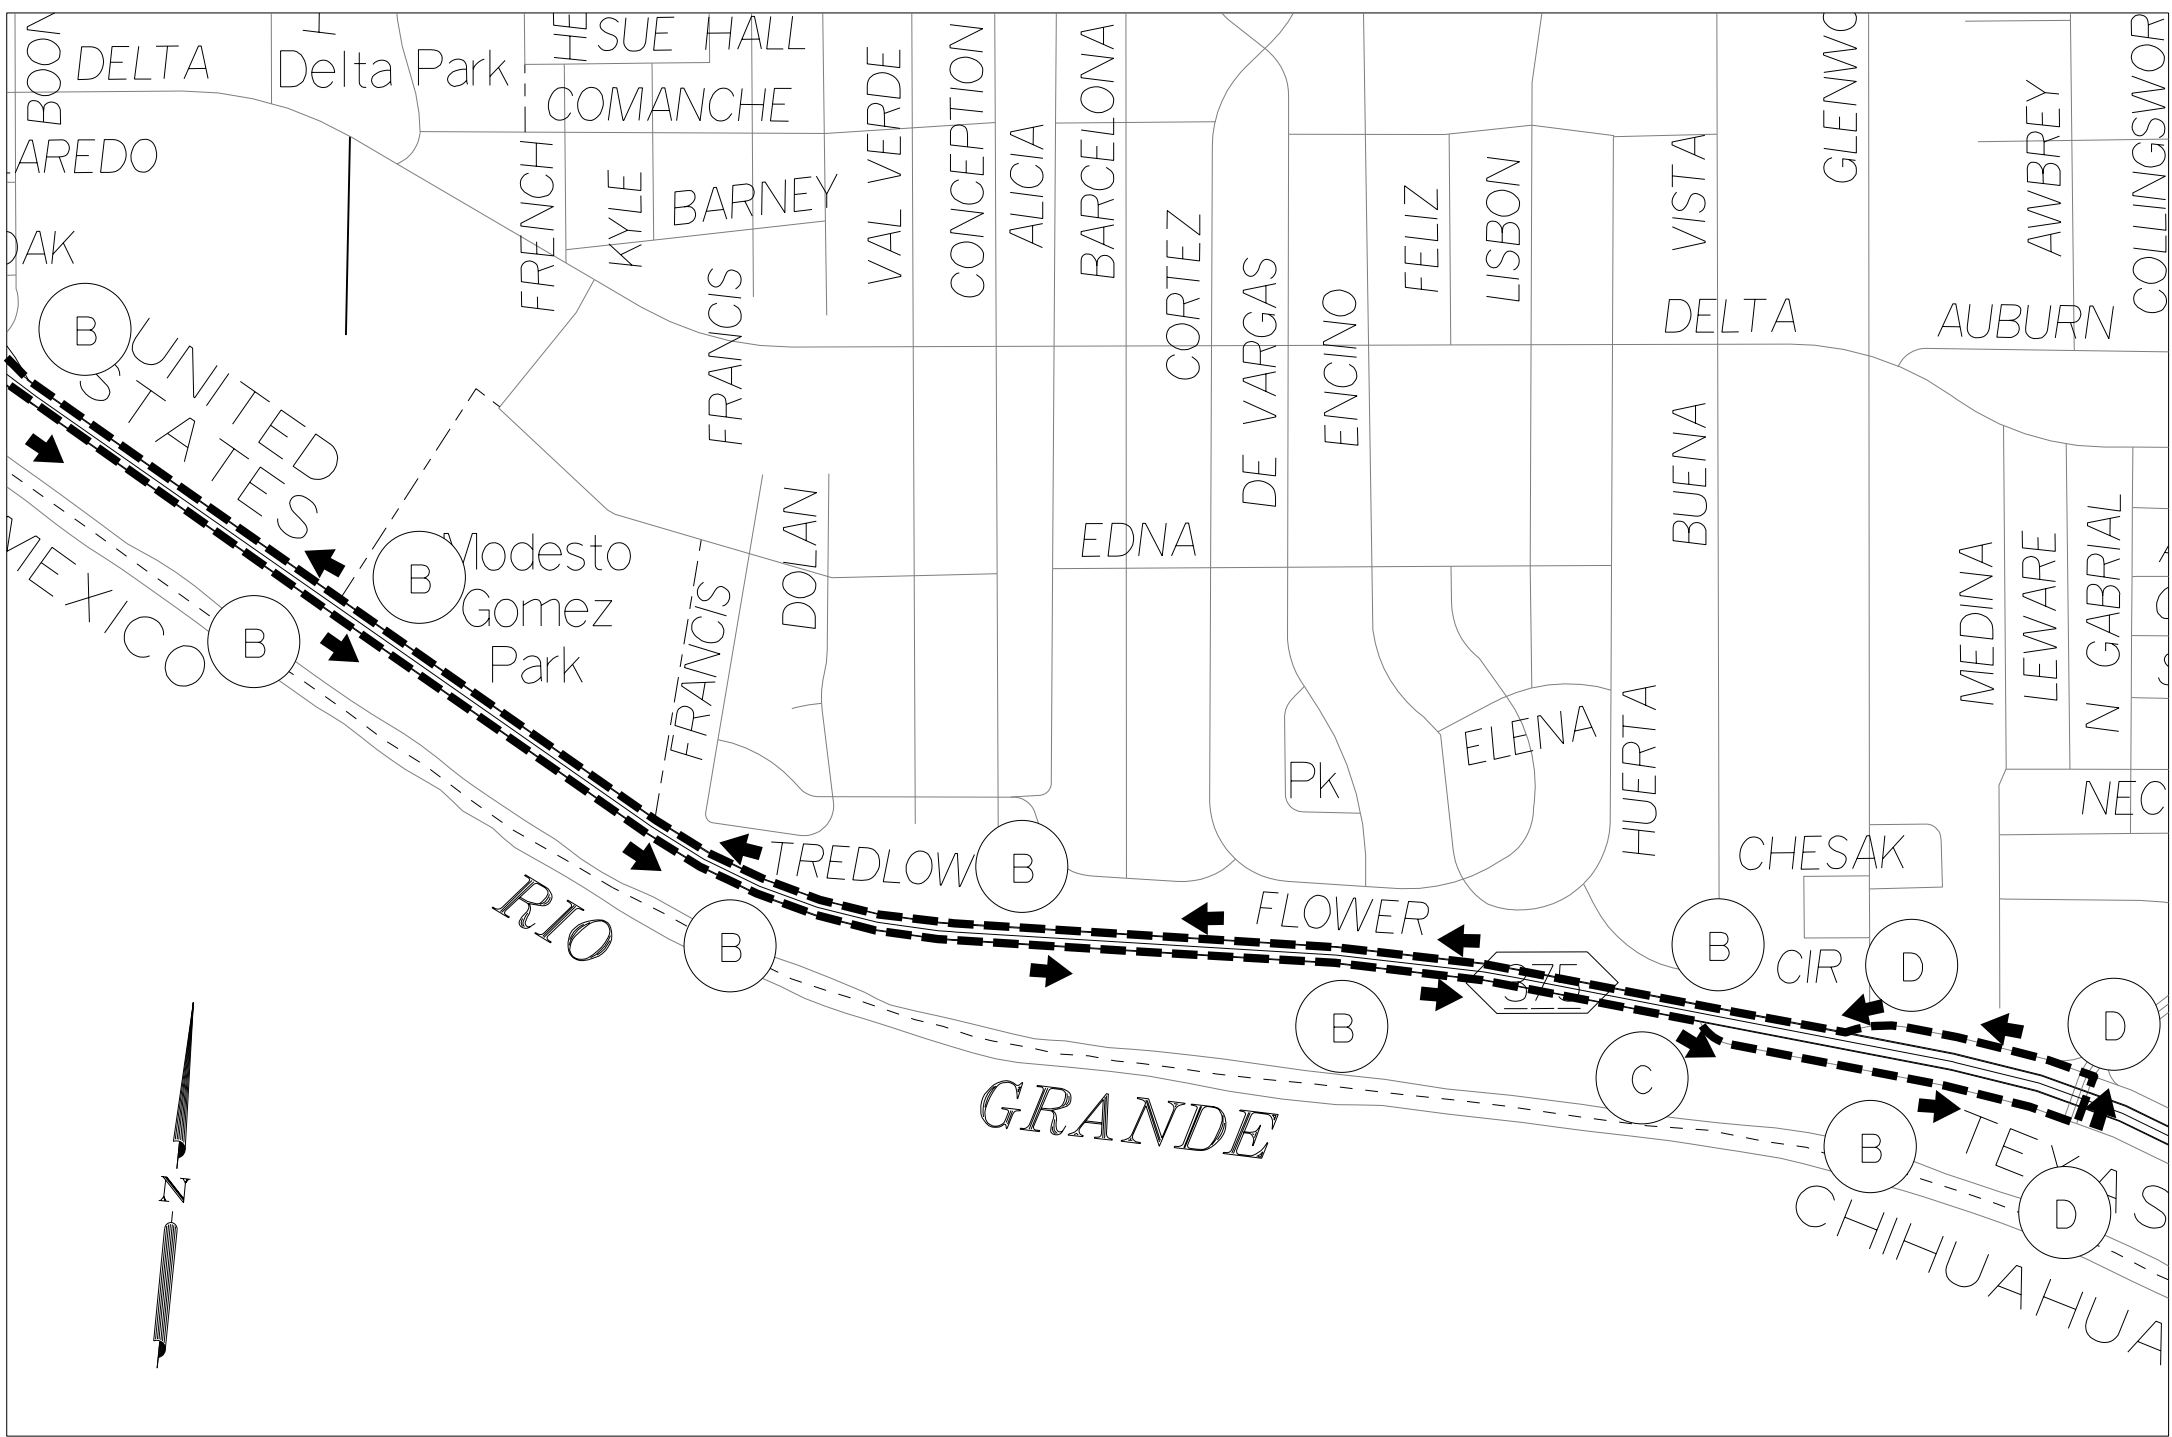 SUE HALL
DELTA
Delta Park
COMANCHE
AREDO
VAL VERDE
CONCEPTION
ALICIA
BARCELONA
FRENCH
KYLE
BARNEY
CORTEZ
DE VARGAS
ENCINO
FELIZ
LISBON
VISTA
BUENA
GLENWO
AWBREY
COLLINGSWOR
FRANCIS
DELTA
AUBURN
B
UNITED
STATES
MEXICO
B
Modesto
Gomez
Park
B
FRANCIS
DOLAN
EDNA
MEDINA
LEWARE
N GABRIAL
ELENA
HUERTA
Pk
NEC
CHESAK
TREDLOW
B
FLOWER
RIO
B
375
B
CIR
D
D
B
C
GRANDE
B
TEXAS
D
CHIHUAHUA
N